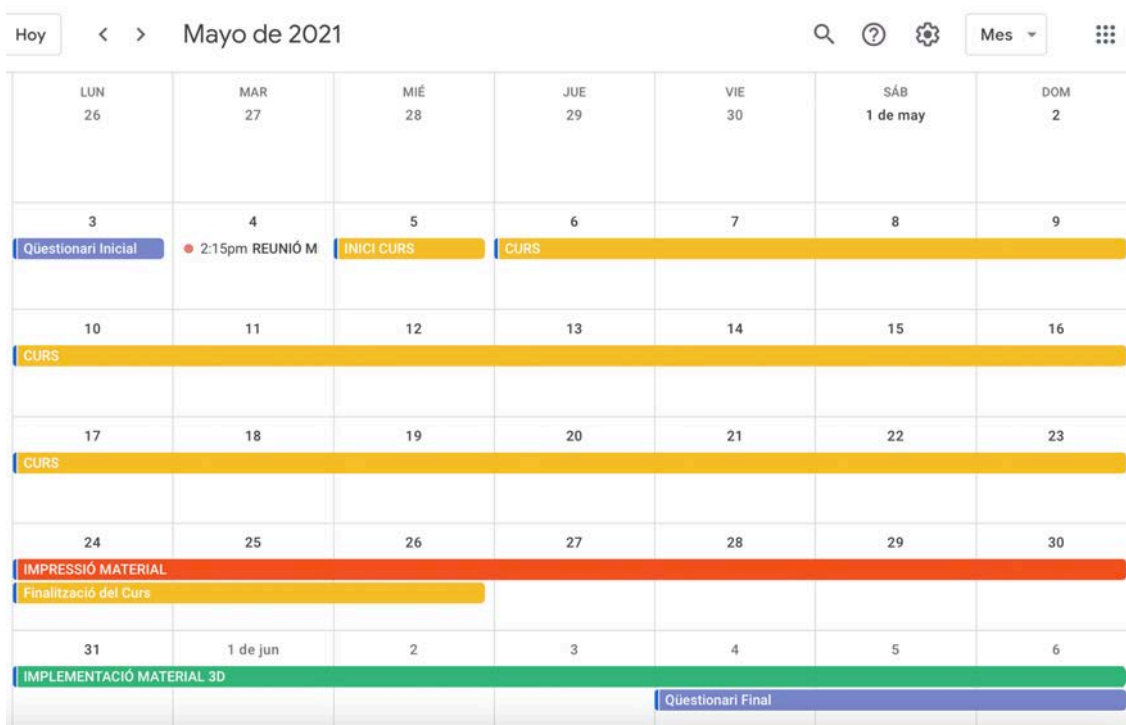 Hoy Mayo de 2021 Mes
LUN MAR MIÉ JUE VIE SÁB DOM
26 27 28 29 30 1 de may 2
3 4 5 6 7 8 9
Qüestionari Inicial 2:15pm REUNIÓ M INICI CURS CURS
10 11 12 13 14 15 16
CURS
17 18 19 20 21 22 23
CURS
24 25 26 27 28 29 30
IMPRESSIÓ MATERIAL
Finalització del Curs
31 1 de jun 2 3 4 5 6
IMPLEMENTACIÓ MATERIAL 3D
Qüestionari Final